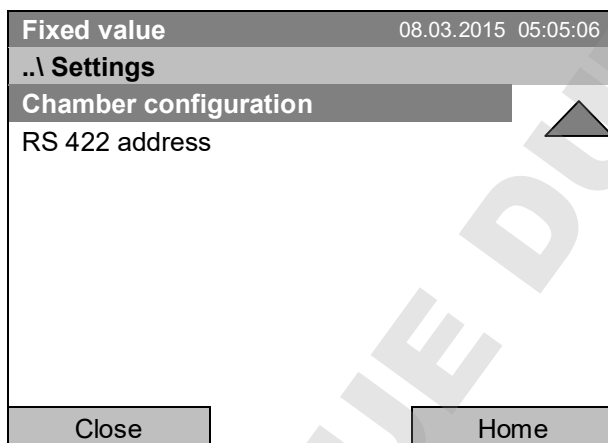 Fixed value 08.03.2015 05:05:06
..\ Settings
Chamber configuration
RS 422 address
Close Home